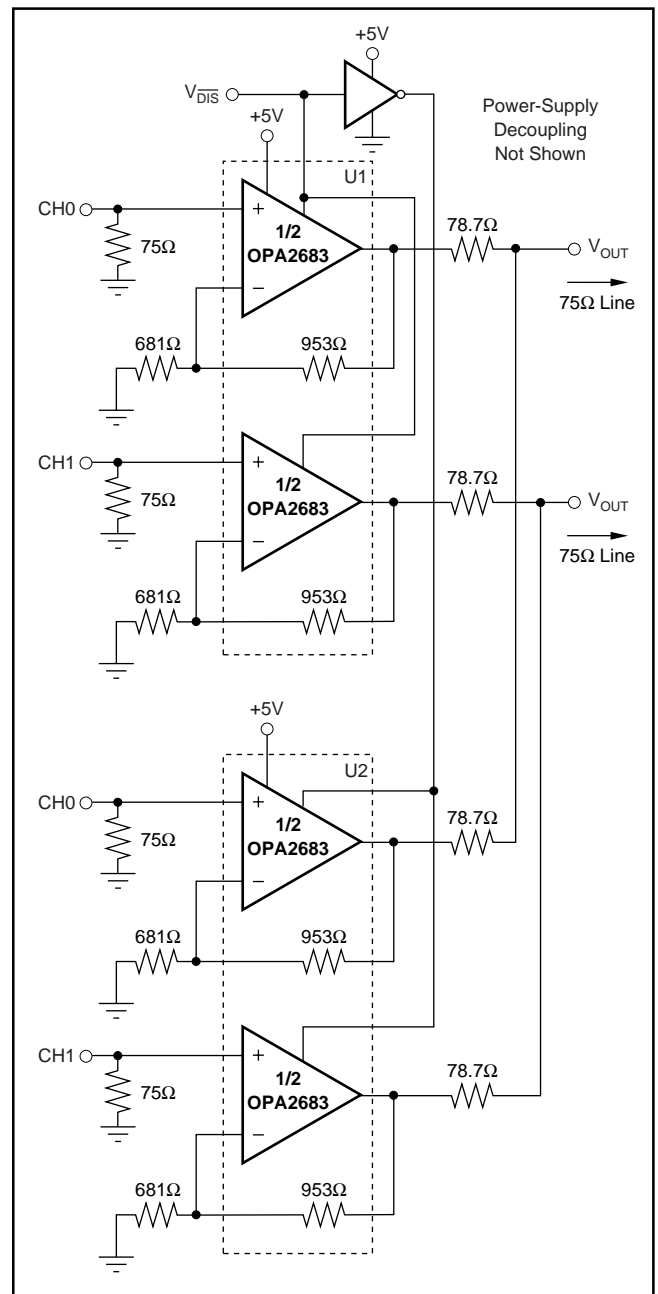 +5V
V_DIS̅
+5V
Power-Supply
Decoupling
Not Shown
U1
CH0
+
1/2
OPA2683
−
75Ω
78.7Ω
V_OUT
75Ω Line
681Ω
953Ω
CH1
+
1/2
OPA2683
−
75Ω
78.7Ω
V_OUT
75Ω Line
681Ω
953Ω
+5V
U2
CH0
+
1/2
OPA2683
−
75Ω
78.7Ω
681Ω
953Ω
CH1
+
1/2
OPA2683
−
75Ω
78.7Ω
681Ω
953Ω